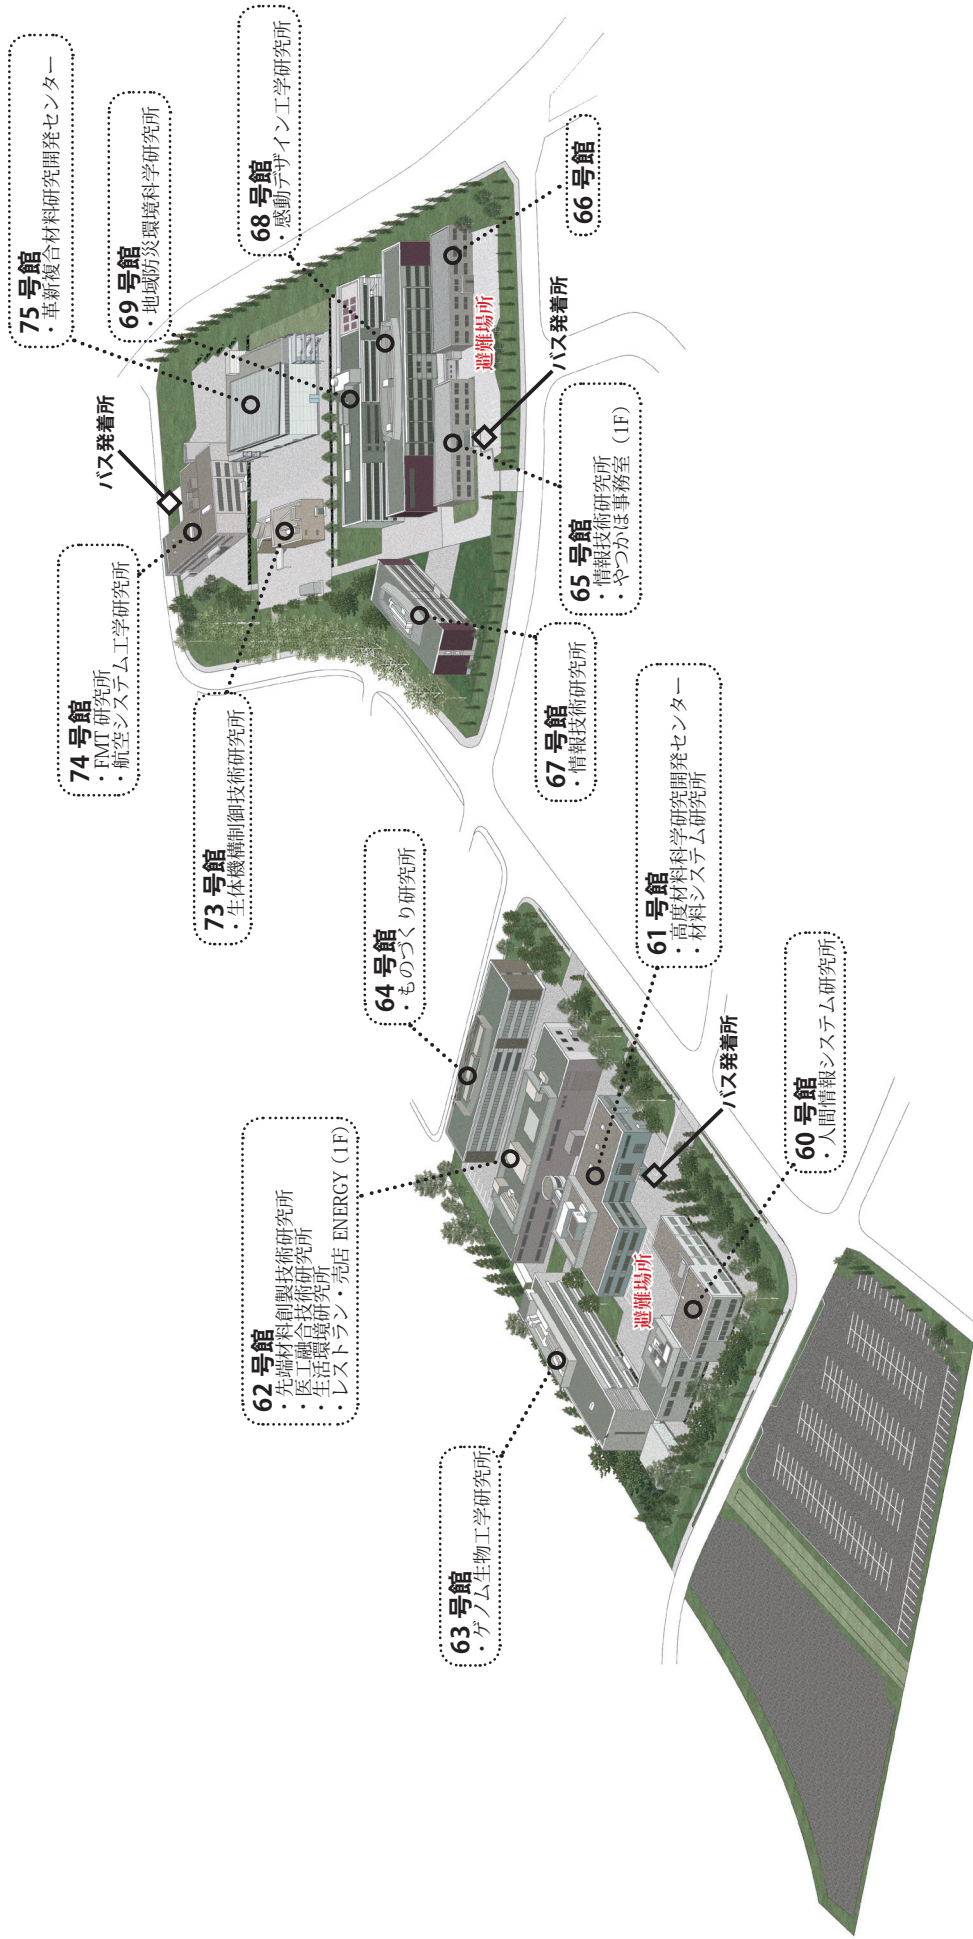 63 号館
・ゲノム生物工学研究所
62 号館
・先端材料創製技術研究所
・医工融合技術研究所
・生活環境研究所
・レストラン・売店 ENERGY（1F）
64 号館
・ものづくり研究所
73 号館
・生体機構制御技術研究所
74 号館
・FMT 研究所
・航空システム工学研究所
バス発着所
75 号館
・革新複合材料研究開発センター
69 号館
・地域防災環境科学研究所
68 号館
・感動デザイン工学研究所
避難場所
バス発着所
66 号館
65 号館
・情報技術研究所
・やつかほ事務室（1F）
67 号館
・情報技術研究所
61 号館
・高度材料科学研究開発センター
・材料システム研究所
避難場所
バス発着所
60 号館
・人間情報システム研究所